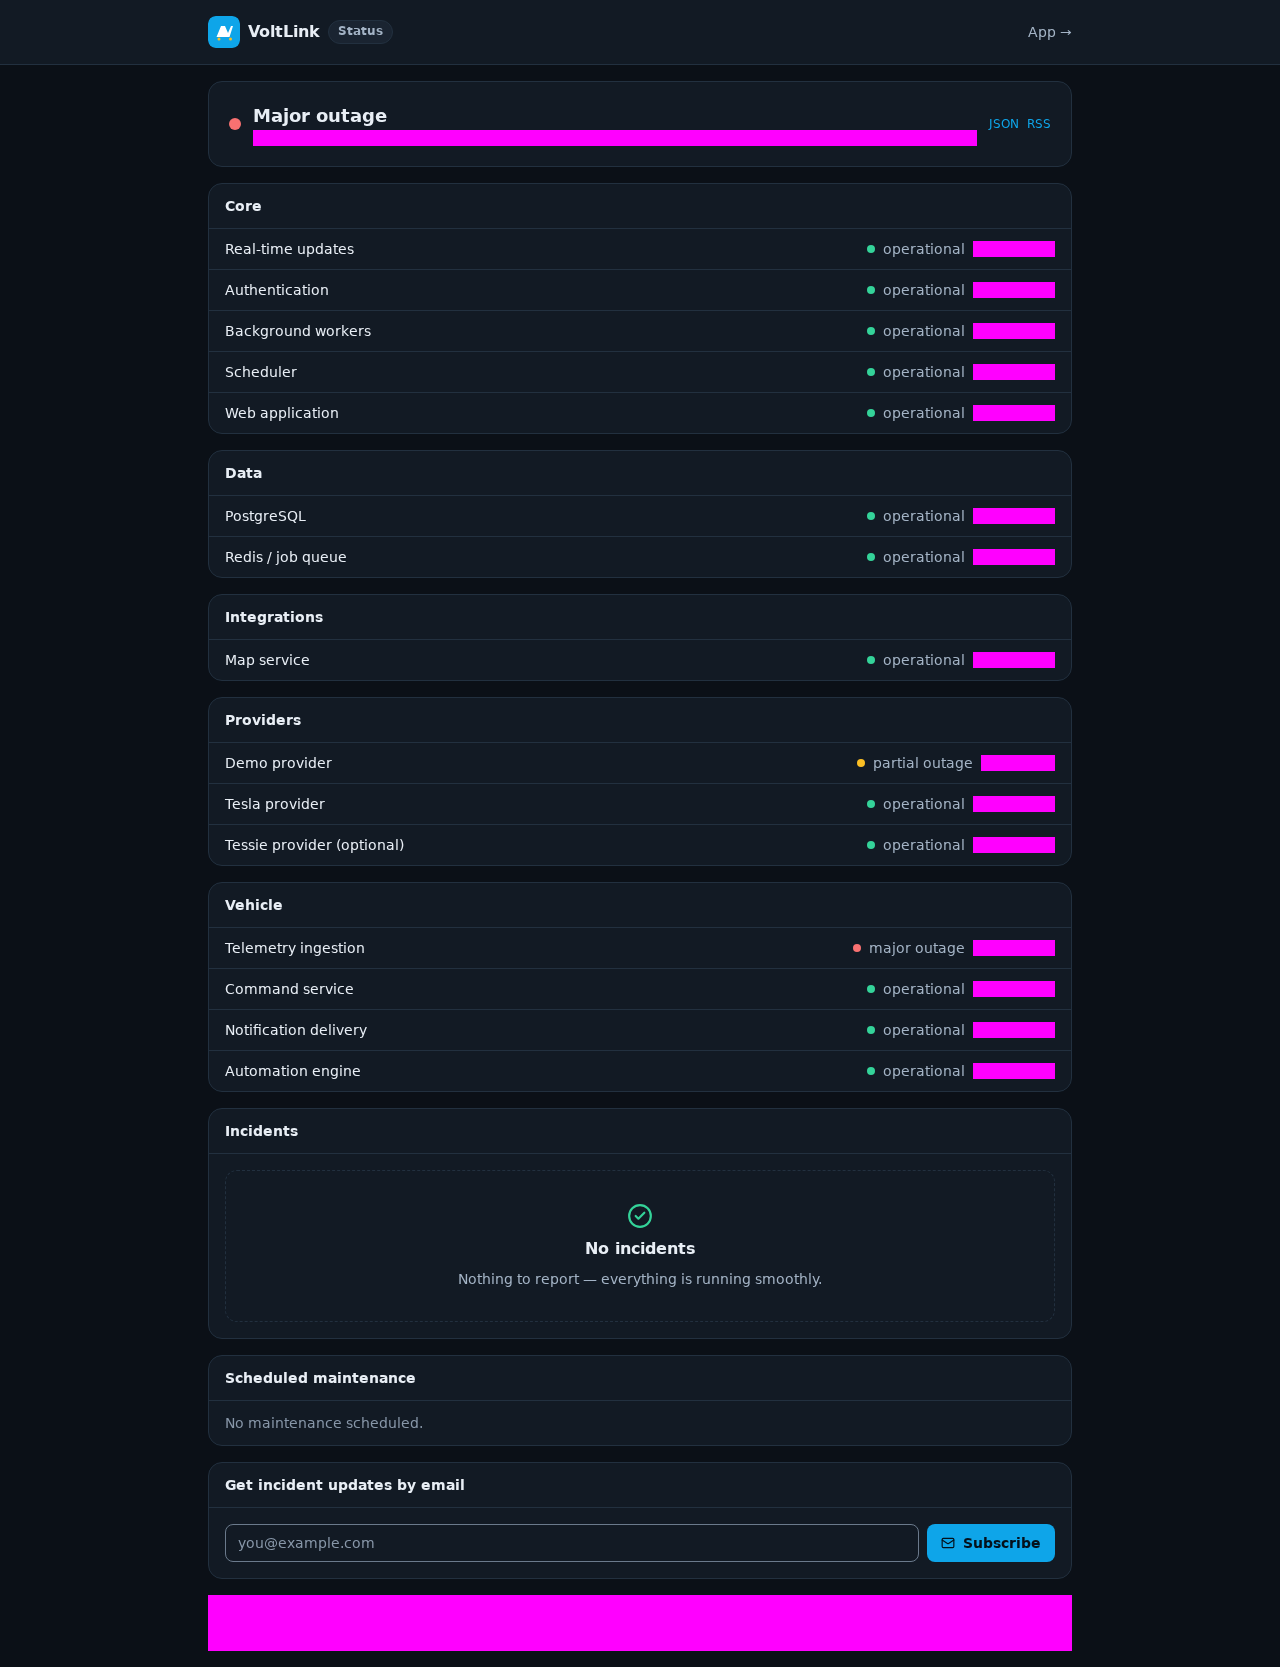 VoltLink Status App →
Major outage
JSON RSS
Core
Real-time updates operational
Authentication operational
Background workers operational
Scheduler operational
Web application operational
Data
PostgreSQL operational
Redis / job queue operational
Integrations
Map service operational
Providers
Demo provider partial outage
Tesla provider operational
Tessie provider (optional) operational
Vehicle
Telemetry ingestion major outage
Command service operational
Notification delivery operational
Automation engine operational
Incidents
No incidents
Nothing to report — everything is running smoothly.
Scheduled maintenance
No maintenance scheduled.
Get incident updates by email
you@example.com Subscribe